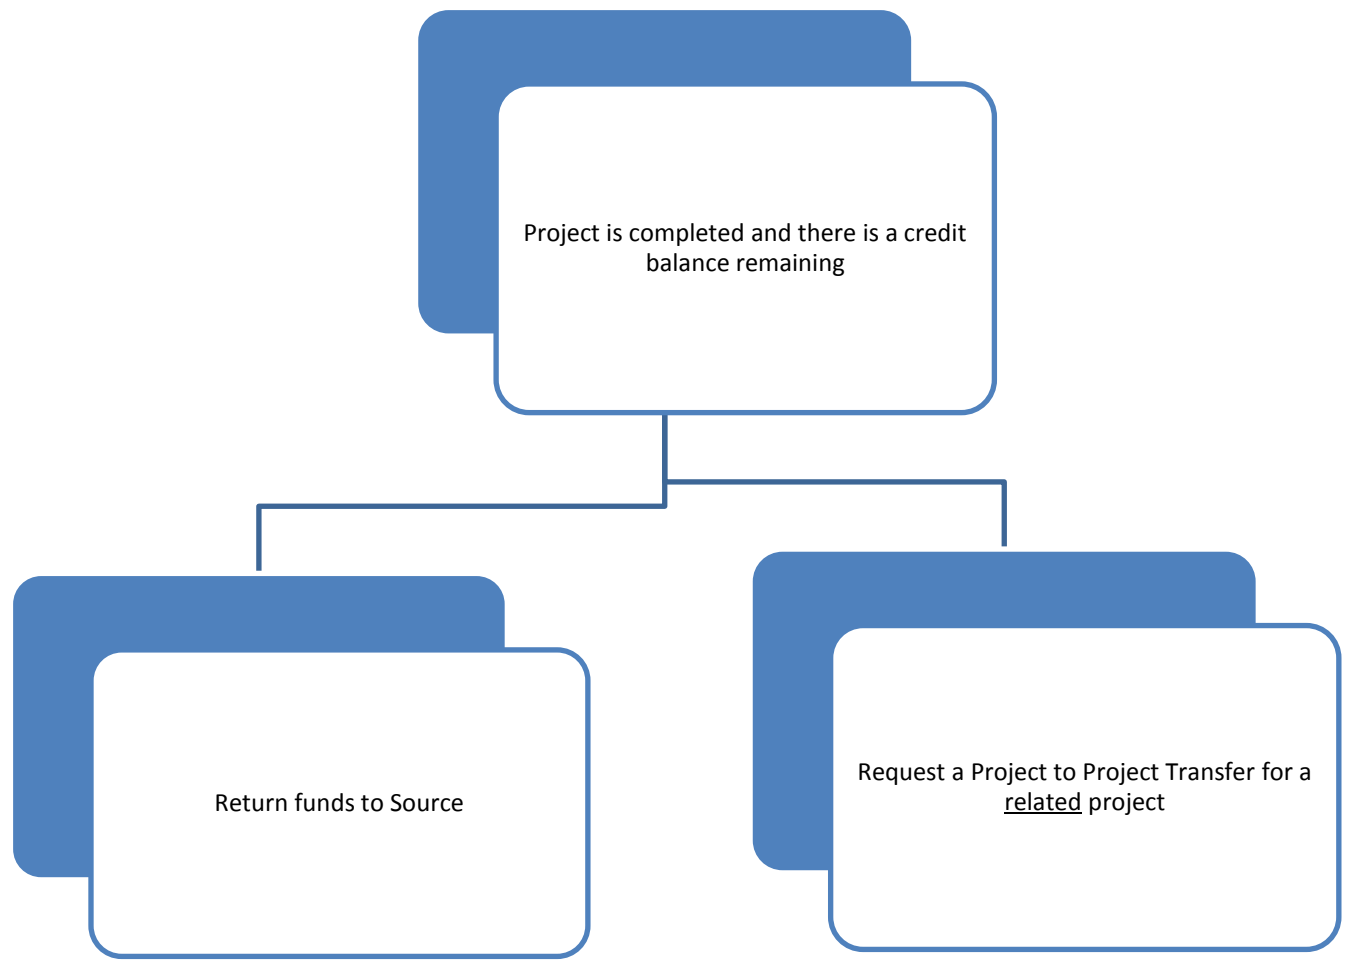 Project is completed and there is a credit
balance remaining
Return funds to Source
Request a Project to Project Transfer for a
related project